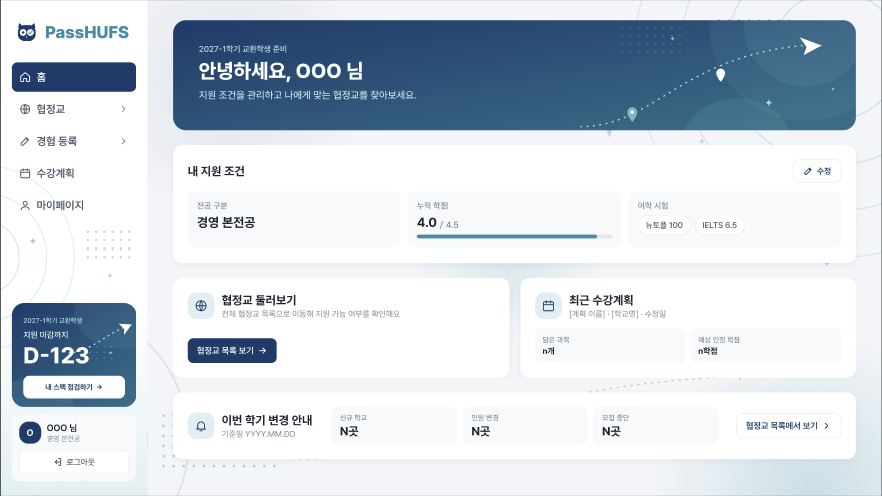 PassHUFS
홈
협정교
경험 등록
수강계획
마이페이지
2027-1학기 교환학생
지원 마감까지
D-123
내 스펙 점검하기 →
O
OOO 님
경영 본전공
로그아웃
2027-1학기 교환학생 준비
안녕하세요, OOO 님
지원 조건을 관리하고 나에게 맞는 협정교를 찾아보세요.
내 지원 조건
수정
전공 구분
경영 본전공
누적 학점
4.0 / 4.5
어학 시험
뉴토플 100
IELTS 6.5
협정교 둘러보기
전체 협정교 목록으로 이동해 지원 가능 여부를 확인해요
협정교 목록 보기 →
최근 수강계획
[계획 이름] · [학교명] · 수정일
담은 과목
n개
예상 인정 학점
n학점
이번 학기 변경 안내
기준일 YYYY.MM.DD
신규 학교
N곳
인원 변경
N곳
모집 중단
N곳
협정교 목록에서 보기